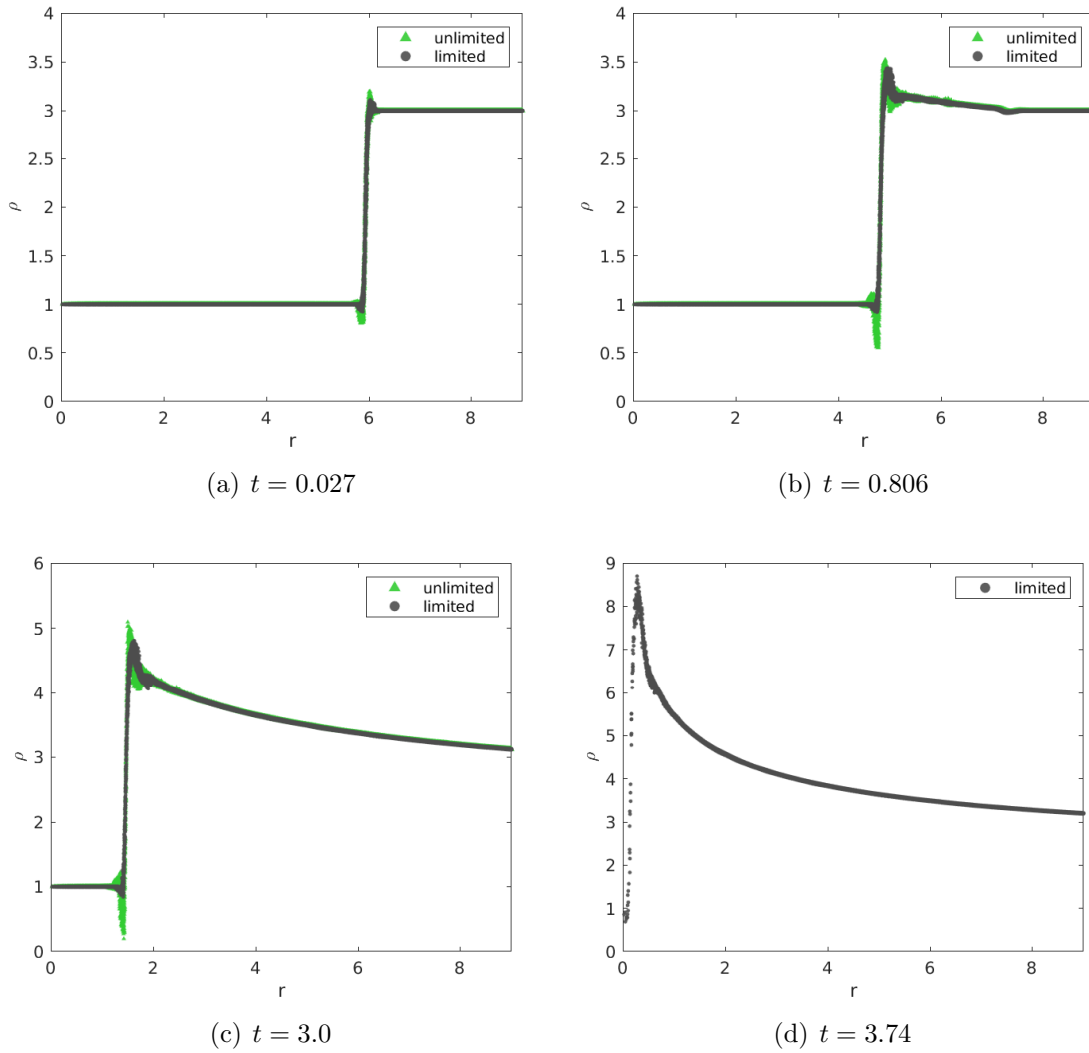 4
3.5
3
2.5
2
1.5
1
0.5
0
ρ
0 2 4 6 8
r
unlimited
limited
(a) t = 0.027
4
3.5
3
2.5
2
1.5
1
0.5
0
ρ
0 2 4 6 8
r
unlimited
limited
(b) t = 0.806
6
5
4
3
2
1
0
ρ
0 2 4 6 8
r
unlimited
limited
(c) t = 3.0
9
8
7
6
5
4
3
2
1
0
ρ
0 2 4 6 8
r
limited
(d) t = 3.74